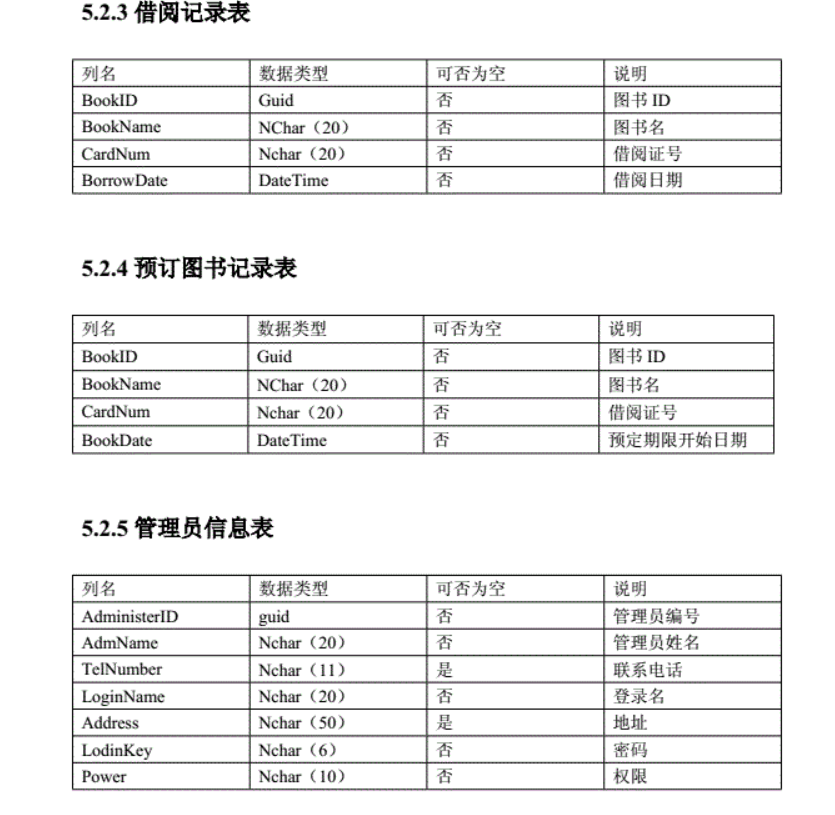 5.2.3 借阅记录表
列名 数据类型 可否为空 说明
BookID Guid 否 图书 ID
BookName NChar（20） 否 图书名
CardNum Nchar（20） 否 借阅证号
BorrowDate DateTime 否 借阅日期
5.2.4 预订图书记录表
列名 数据类型 可否为空 说明
BookID Guid 否 图书 ID
BookName NChar（20） 否 图书名
CardNum Nchar（20） 否 借阅证号
BookDate DateTime 否 预定期限开始日期
5.2.5 管理员信息表
列名 数据类型 可否为空 说明
AdministerID guid 否 管理员编号
AdmName Nchar（20） 否 管理员姓名
TelNumber Nchar（11） 是 联系电话
LoginName Nchar（20） 否 登录名
Address Nchar（50） 是 地址
LodinKey Nchar（6） 否 密码
Power Nchar（10） 否 权限